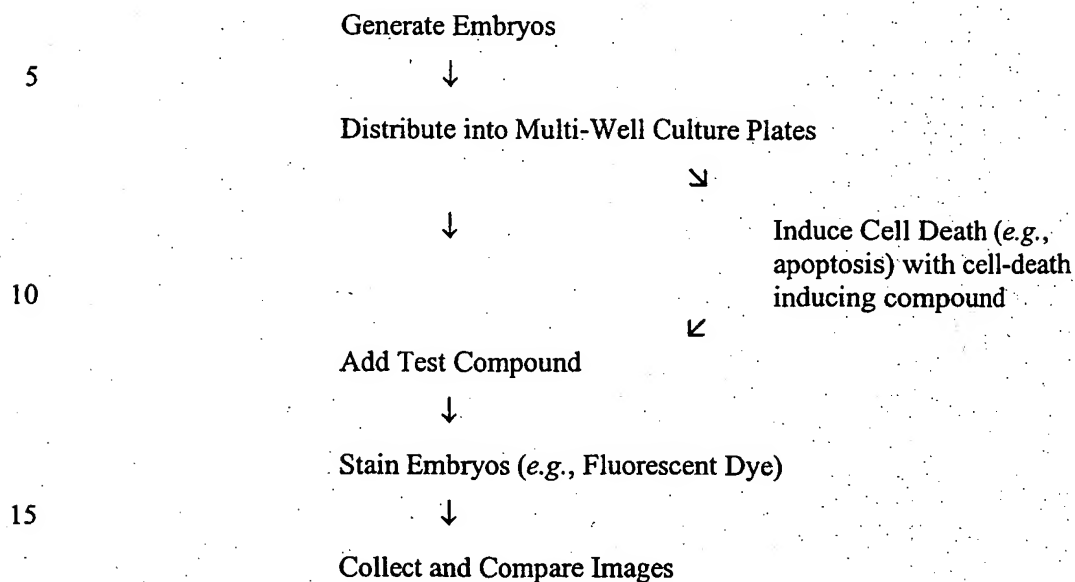 Generate Embryos
5 ↓
Distribute into Multi-Well Culture Plates
↘
↓
Induce Cell Death (e.g.,
apoptosis) with cell-death
10 inducing compound
↙
Add Test Compound
↓
Stain Embryos (e.g., Fluorescent Dye)
15 ↓
Collect and Compare Images